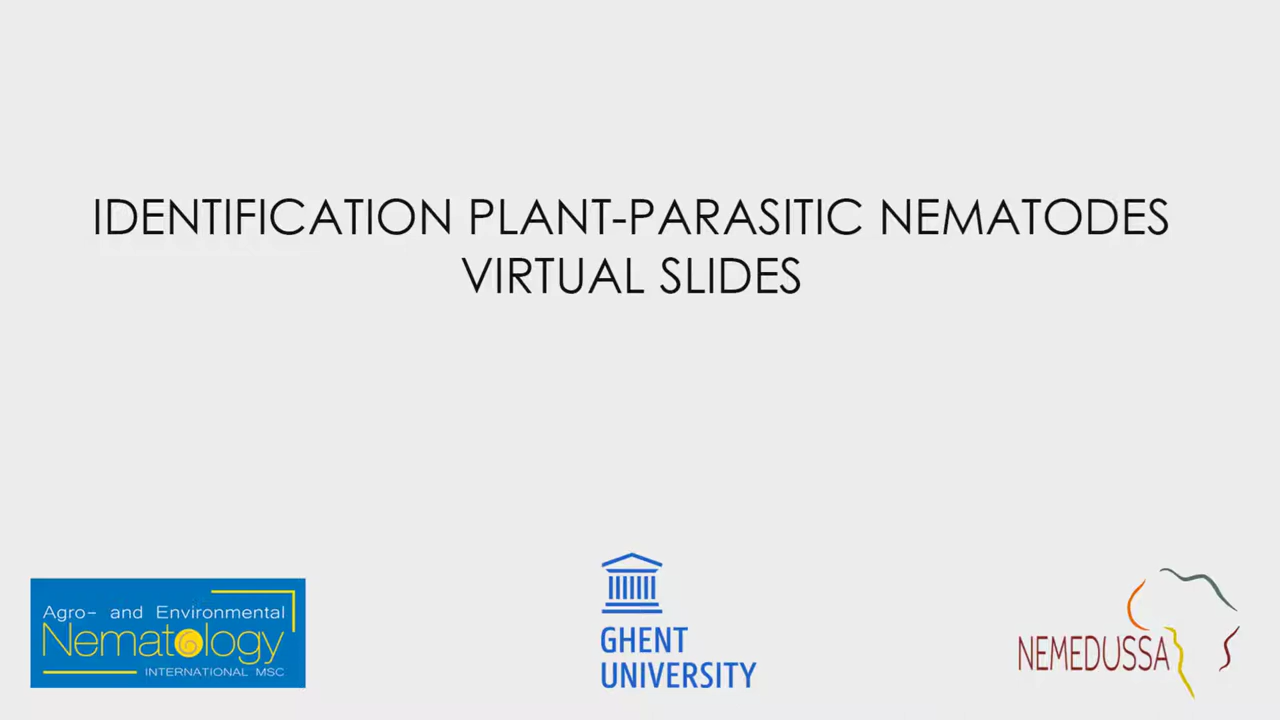 IDENTIFICATION PLANT-PARASITIC NEMATODES
VIRTUAL SLIDES
Agro- and Environmental
Nematology
INTERNATIONAL MSC
GHENT
UNIVERSITY
NEMEDUSSA